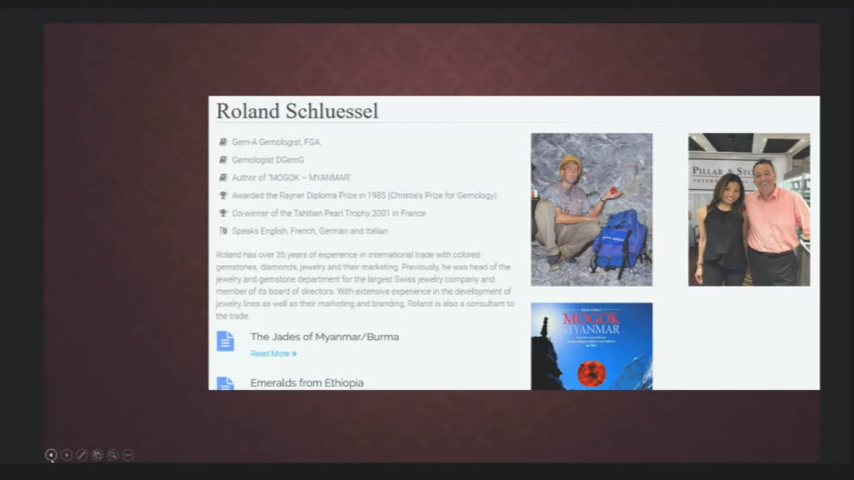 Roland Schluessel
Gem-A Gemologist, FGA,
Gemologist DGemG
Author of "MOGOK – MYANMAR"
Awarded the Rayner Diploma Prize in 1985 (Christie's Prize for Gemology)
Co-winner of the Tahitian Pearl Trophy 2001 in France
Speaks English, French, German and Italian
Roland has over 35 years of experience in international trade with colored
gemstones, diamonds, jewelry and their marketing. Previously, he was head of the
jewelry and gemstone department for the largest Swiss jewelry company and
member of its board of directors. With extensive experience in the development of
jewelry lines as well as their marketing and branding, Roland is also a consultant to
the trade.
The Jades of Myanmar/Burma
Read More »
Emeralds from Ethiopia
PILLAR & STO
INTERNATION
MOGOK
MYANMAR